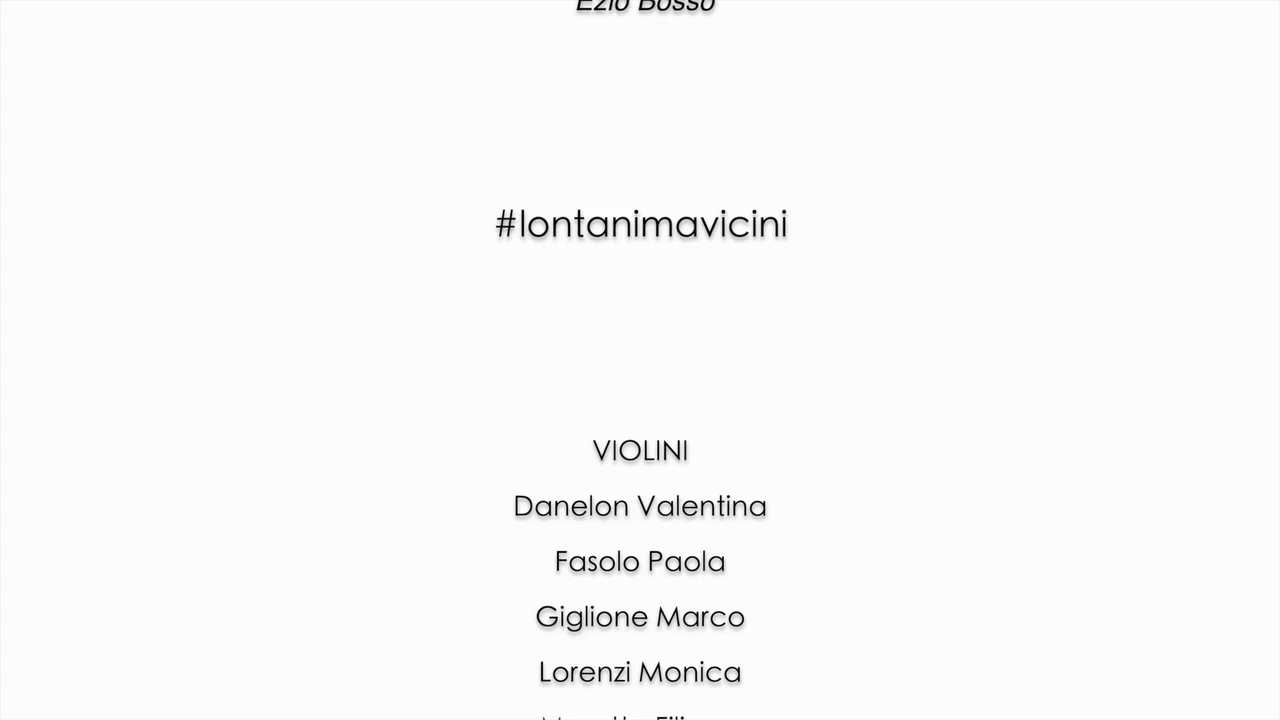 Ezio Bosso
#lontanimavicini
VIOLINI
Danelon Valentina
Fasolo Paola
Giglione Marco
Lorenzi Monica